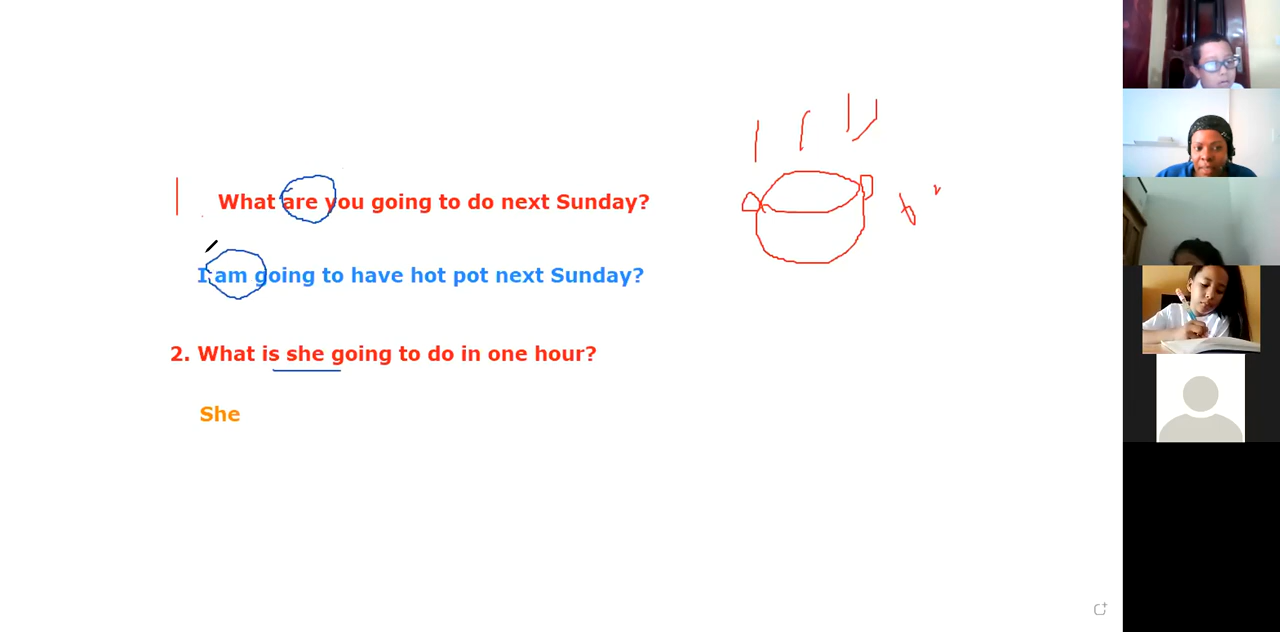 1 What are you going to do next Sunday?
I am going to have hot pot next Sunday?
2. What is she going to do in one hour?
She